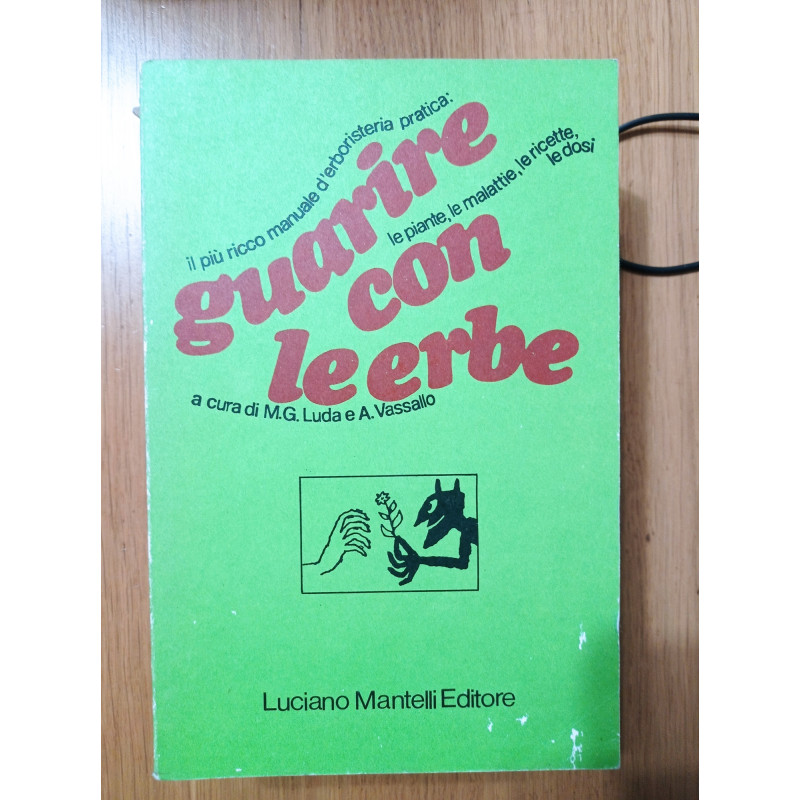 il più ricco manuale d'erboristeria pratica:
guarire
le piante, le malattie, le ricette,
le dosi
con
le erbe
a cura di M.G. Luda e A. Vassallo
Luciano Mantelli Editore